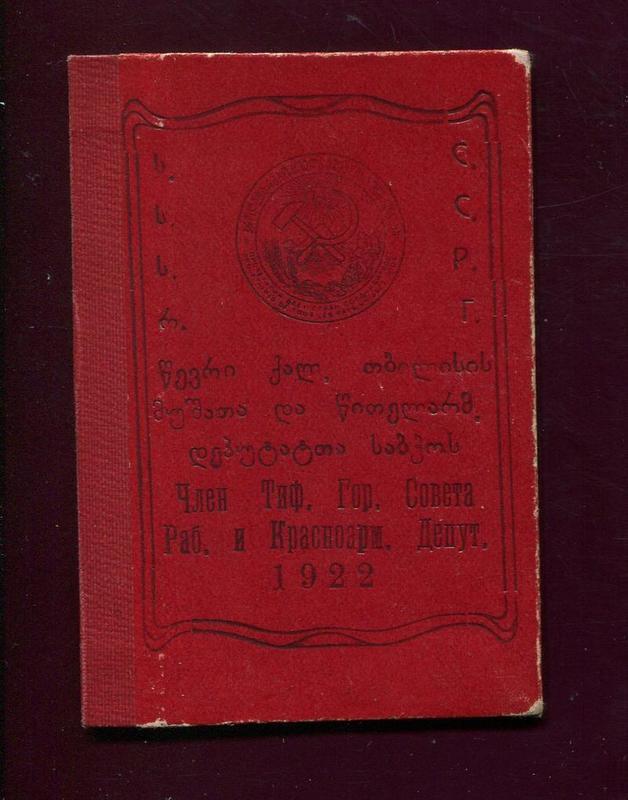 ს. С.
ს. С.
ს. Р.
რ. Г.
წევრი ქალ. თბილისის
მუშათა და წითელარმ.
დეპუტატთა საბჭოს
Член Тиф. Гор. Совета
Раб. и Красноарм. Депут.
1922